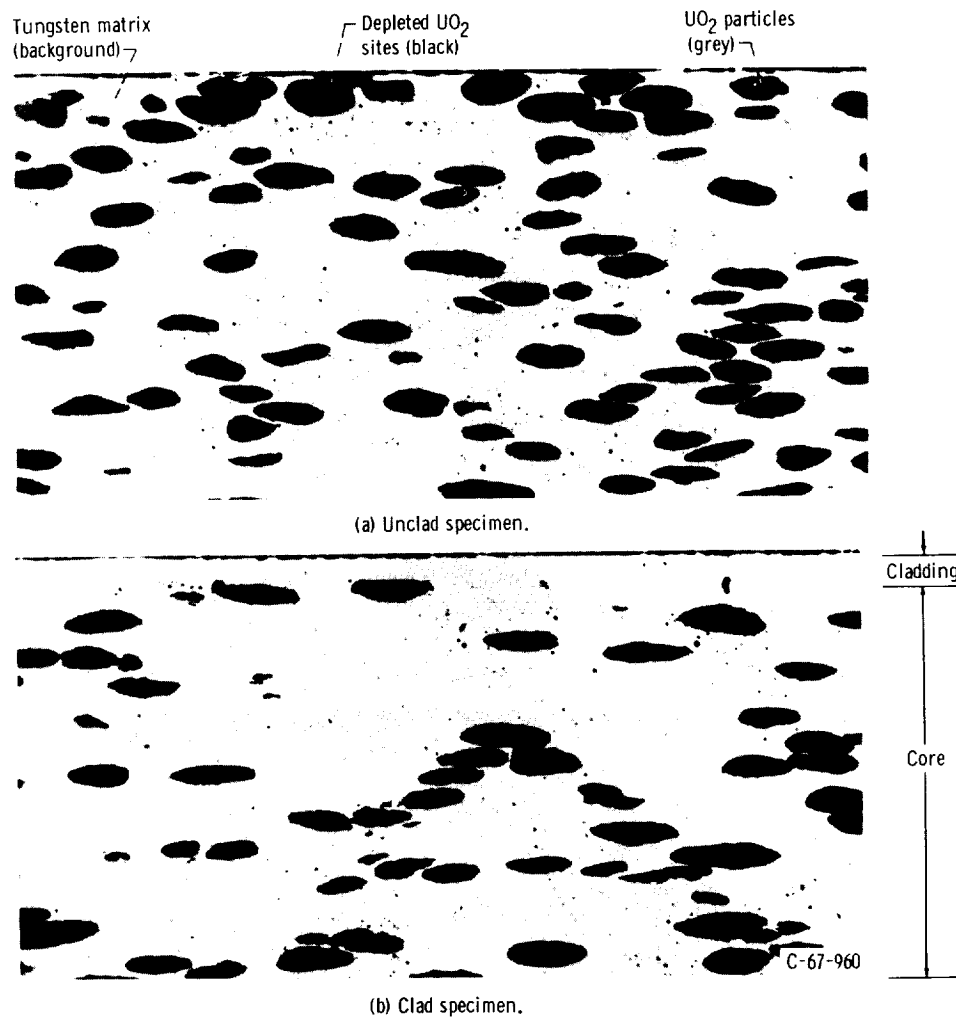 Tungsten matrix
(background)
Depleted UO2
sites (black)
UO2 particles
(grey)
(a) Unclad specimen.
Cladding
Core
C-67-960
(b) Clad specimen.